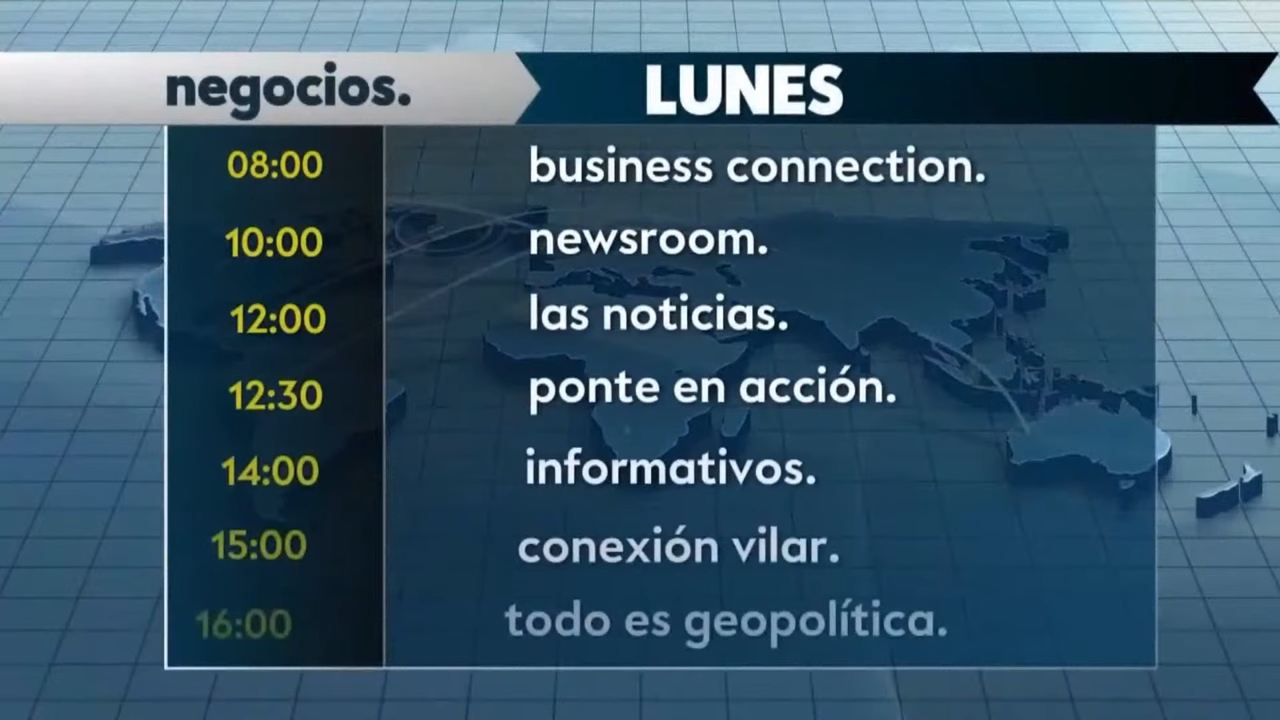 negocios. LUNES
08:00 business connection.
10:00 newsroom.
12:00 las noticias.
12:30 ponte en acción.
14:00 informativos.
15:00 conexión vilar.
16:00 todo es geopolítica.